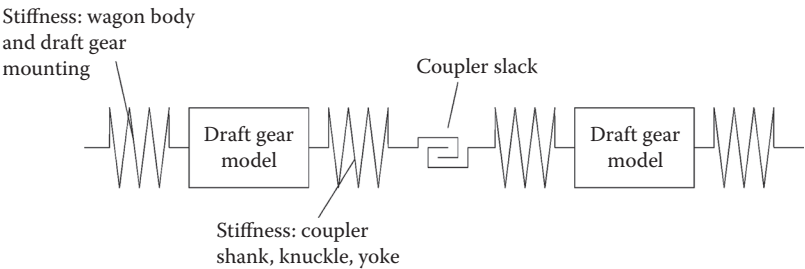 Stiffness: wagon body
and draft gear
mounting
Coupler slack
Draft gear
model
Draft gear
model
Stiffness: coupler
shank, knuckle, yoke